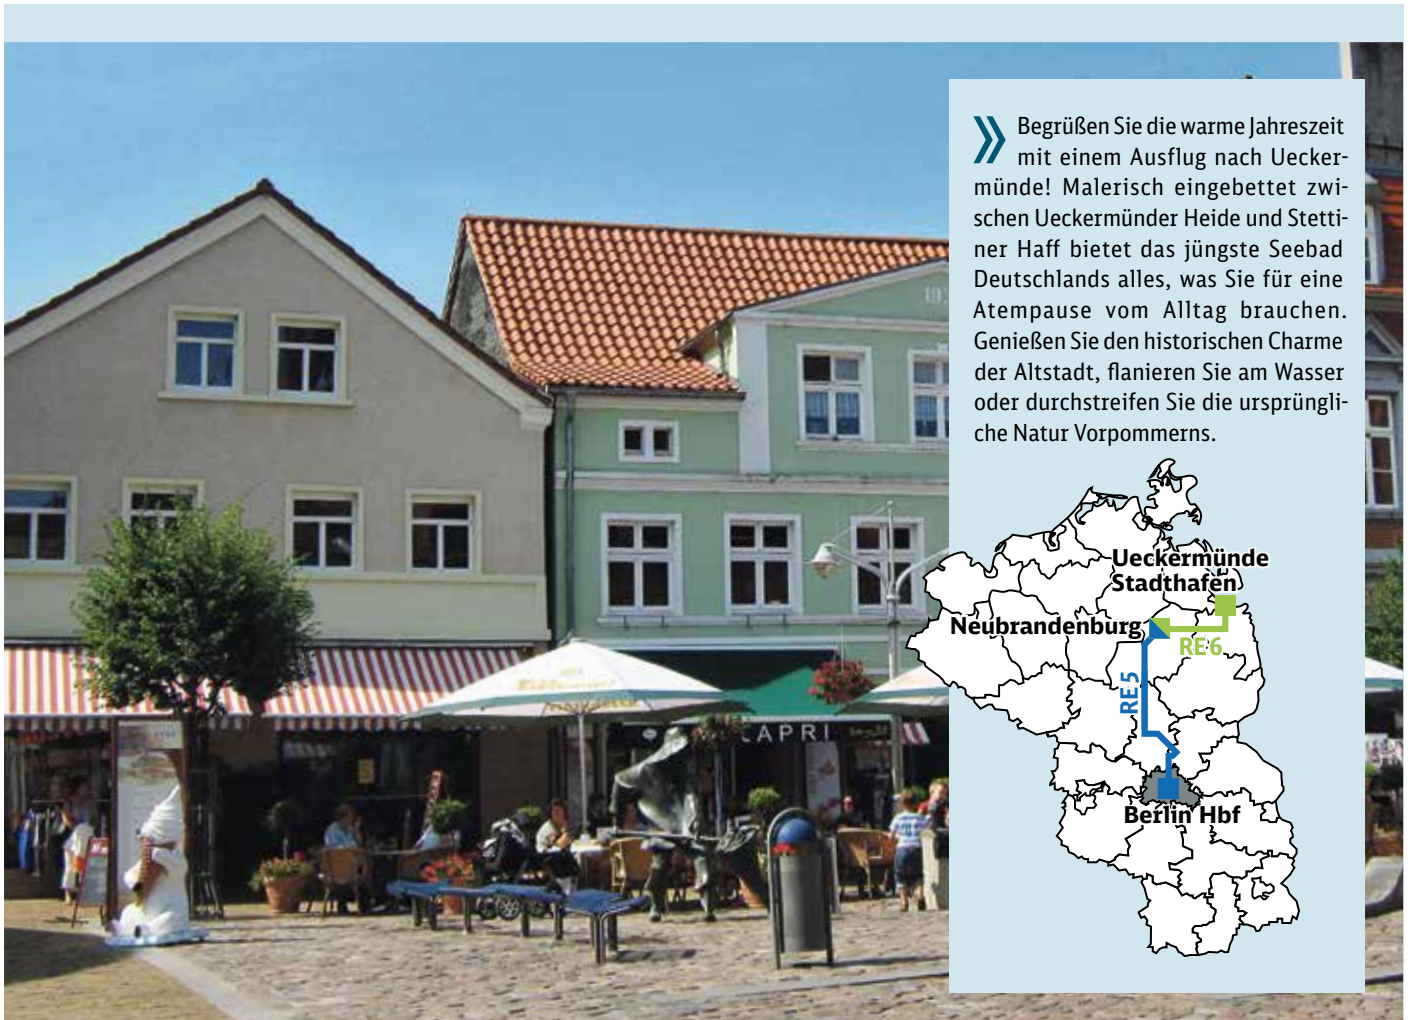 Begrüßen Sie die warme Jahreszeit
mit einem Ausflug nach Uecker-
münde! Malerisch eingebettet zwi-
schen Ueckermünder Heide und Stetti-
ner Haff bietet das jüngste Seebad
Deutschlands alles, was Sie für eine
Atempause vom Alltag brauchen.
Genießen Sie den historischen Charme
der Altstadt, flanieren Sie am Wasser
oder durchstreifen Sie die ursprüngli-
che Natur Vorpommerns.
Ueckermünde
Stadthafen
Neubrandenburg
RE6
RE5
Berlin Hbf
CAPRI